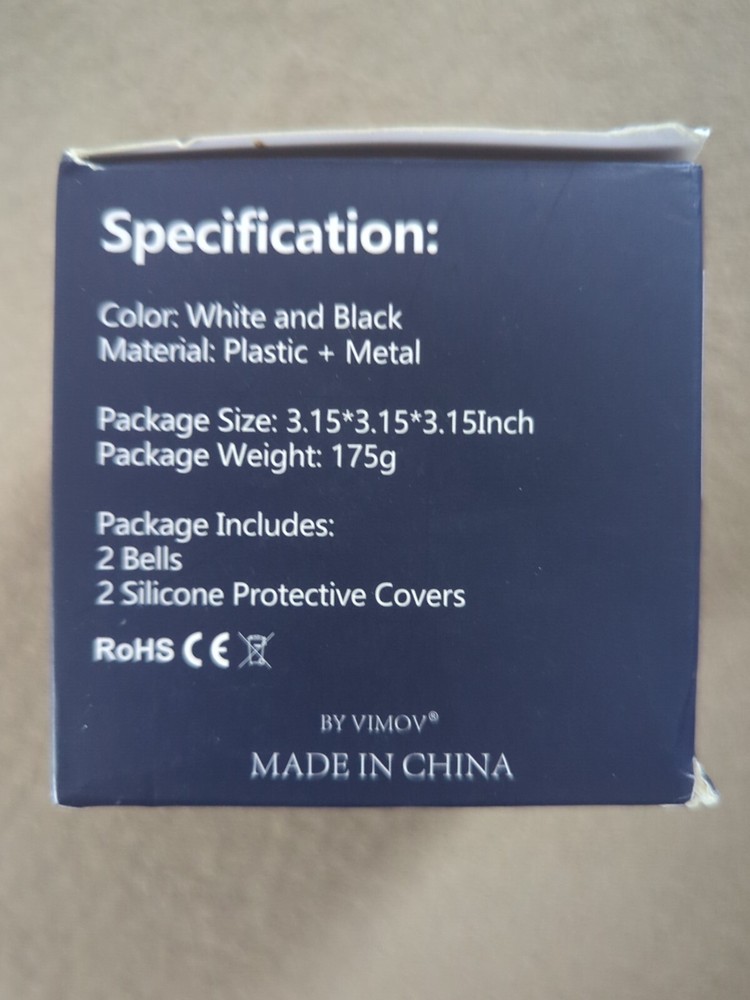 Specification:
Color: White and Black
Material: Plastic + Metal
Package Size: 3.15*3.15*3.15Inch
Package Weight: 175g
Package Includes:
2 Bells
2 Silicone Protective Covers
RoHS CE
BY VIMOV®
MADE IN CHINA